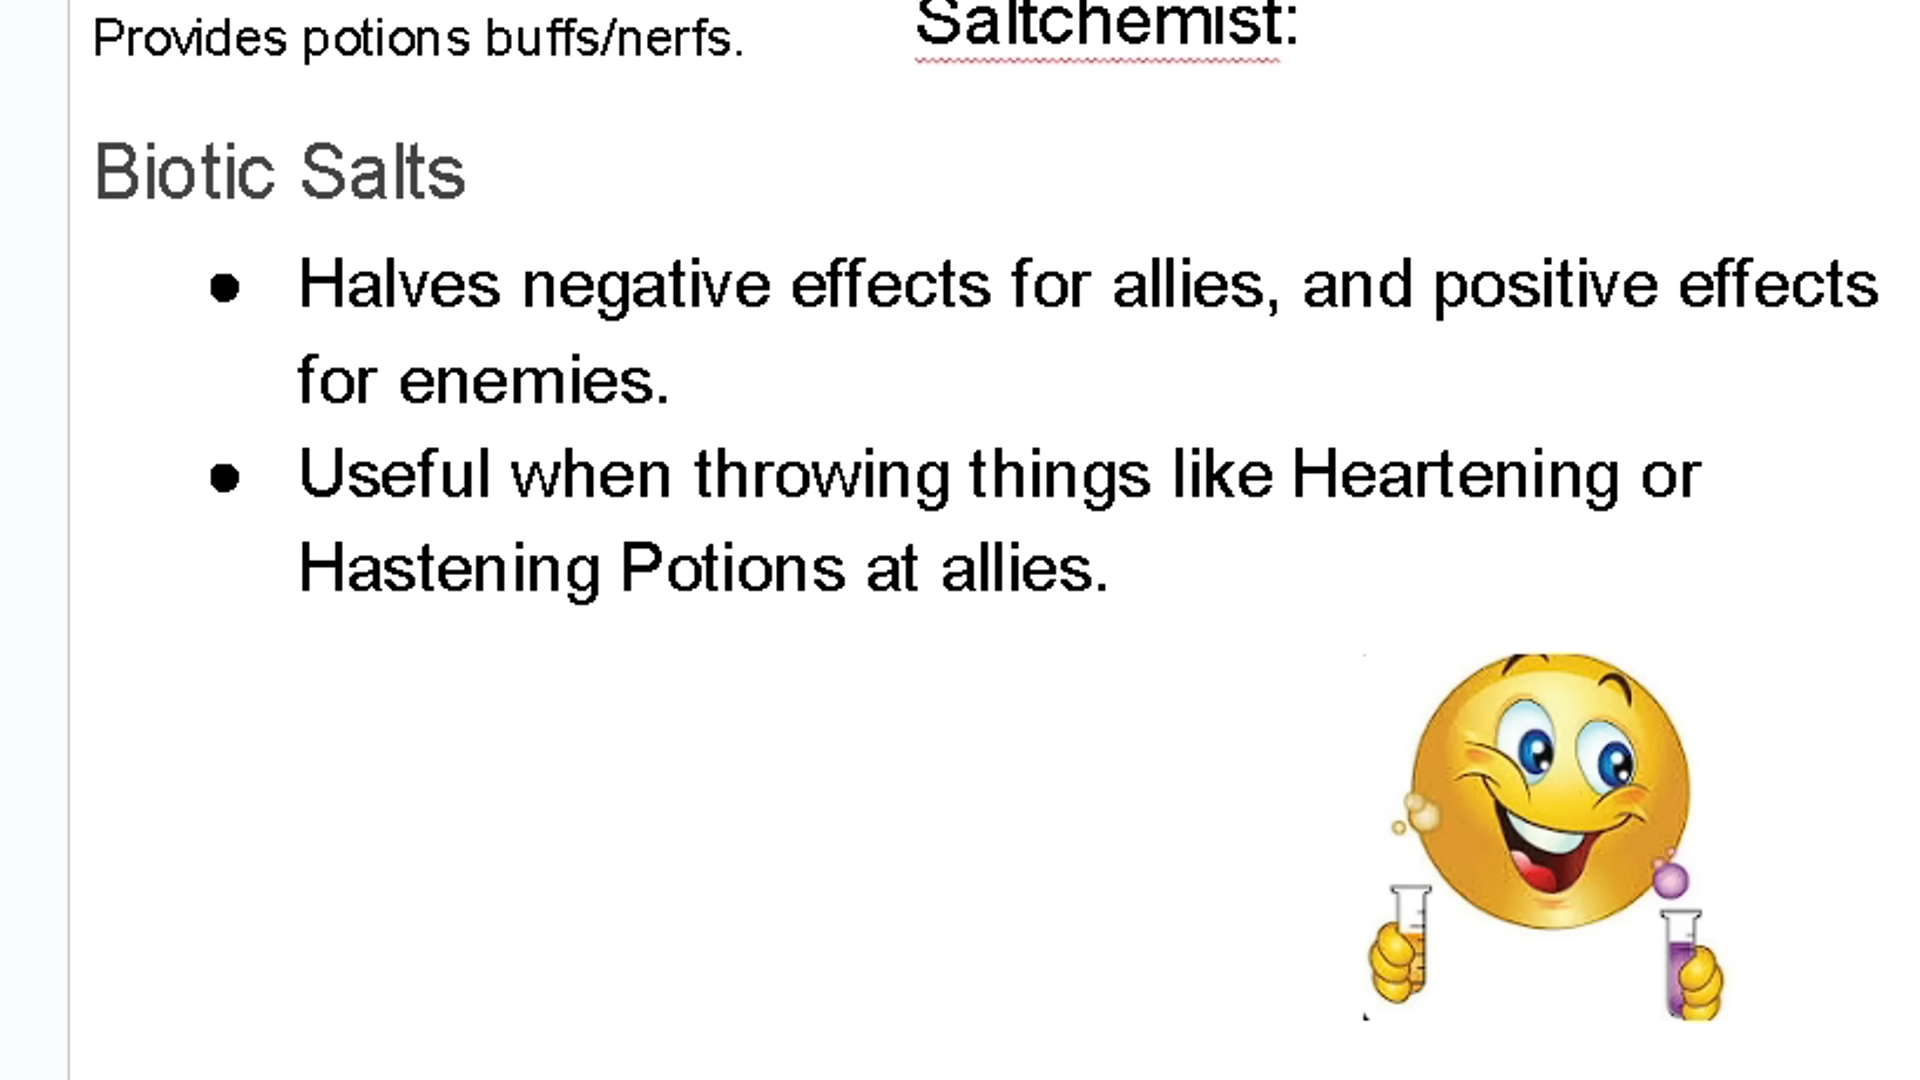 Provides potions buffs/nerfs.
Saltchemist:
Biotic Salts
● Halves negative effects for allies, and positive effects
for enemies.
● Useful when throwing things like Heartening or
Hastening Potions at allies.